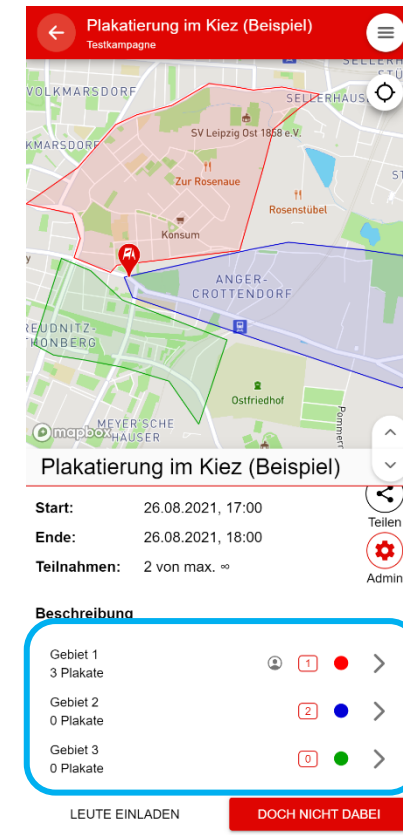 Plakatierung im Kiez (Beispiel)
Testkampagne
VOLKMARSDORF
SELLERHAUS
SV Leipzig Ost 1858 e.V.
KMARSDORF
Zur Rosenaue
Rosenstübel
Konsum
ANGER-
CROTTENDORF
REUDNITZ-
THONBERG
Ostfriedhof
mapbox
MEYER'SCHE
HÄUSER
Plakatierung im Kiez (Beispiel)
Start: 26.08.2021, 17:00
Teilen
Ende: 26.08.2021, 18:00
Teilnahmen: 2 von max. ∞
Admin
Beschreibung
Gebiet 1
3 Plakate
1
Gebiet 2
0 Plakate
2
Gebiet 3
0 Plakate
0
LEUTE EINLADEN
DOCH NICHT DABEI